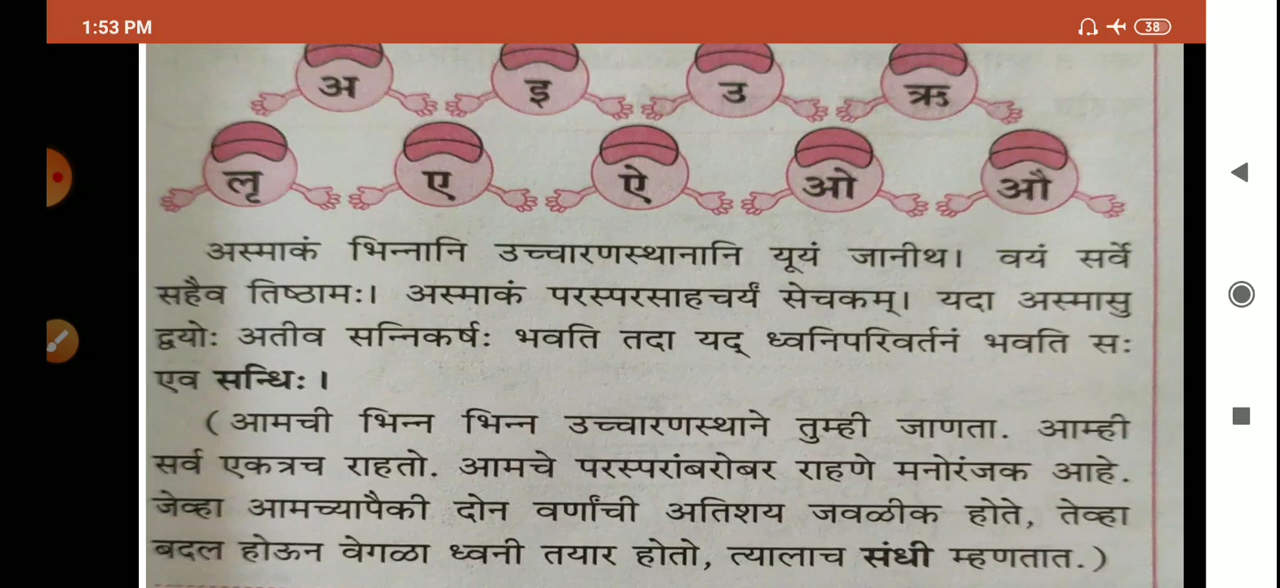 1:53 PM 38
अ इ उ ऋ
लृ ए ऐ ओ औ
अस्माकं भिन्नानि उच्चारणस्थानानि यूयं जानीथ। वयं सर्वे
सहैव तिष्ठामः। अस्माकं परस्परसाहचर्यं सेचकम्। यदा अस्मासु
द्वयोः अतीव सन्निकर्षः भवति तदा यद् ध्वनिपरिवर्तनं भवति सः
एव सन्धिः।
(आमची भिन्न भिन्न उच्चारणस्थाने तुम्ही जाणता. आम्ही
सर्व एकत्रच राहतो. आमचे परस्परांबरोबर राहणे मनोरंजक आहे.
जेव्हा आमच्यापैकी दोन वर्णांची अतिशय जवळीक होते, तेव्हा
बदल होऊन वेगळा ध्वनी तयार होतो, त्यालाच संधी म्हणतात.)